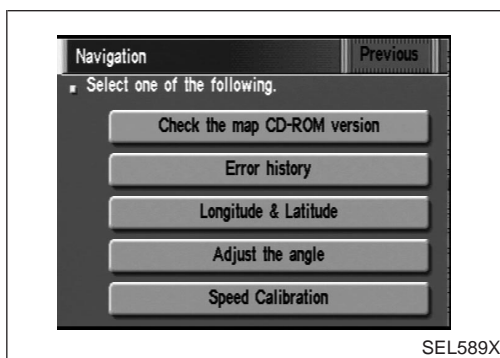 Navigation
Previous
Select one of the following.
Check the map CD-ROM version
Error history
Longitude & Latitude
Adjust the angle
Speed Calibration
SEL589X